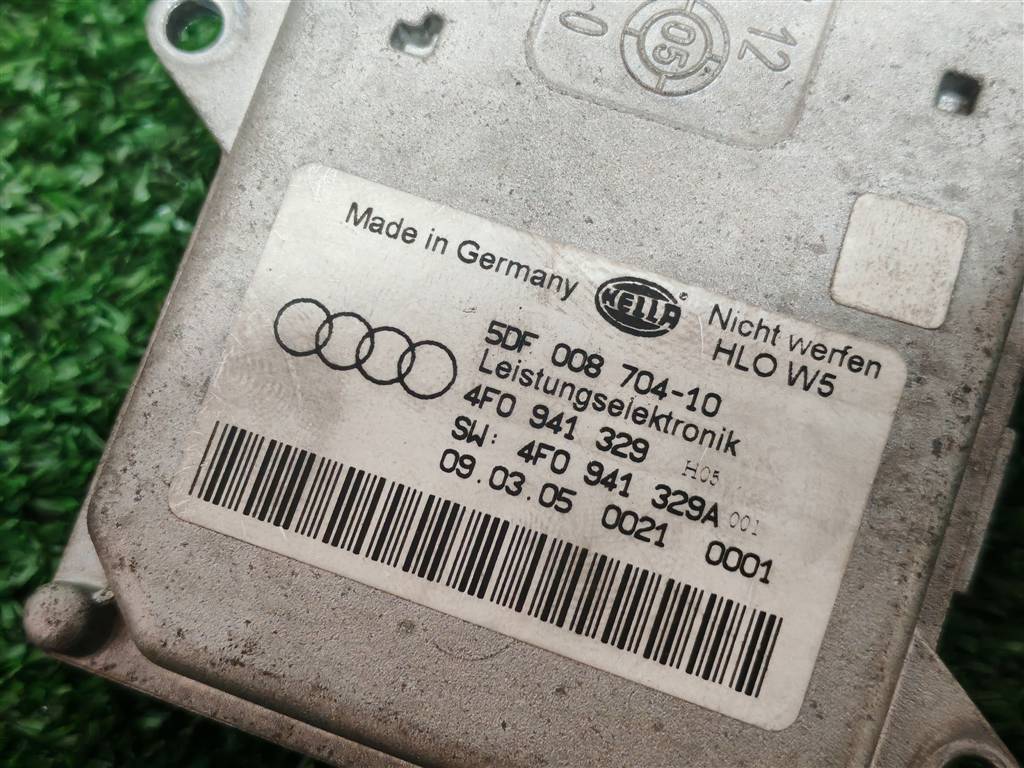 05
12
0
Made in Germany
HELLA ®
Nicht werfen
HLO W5
5DF 008 704-10
Leistungselektronik
4F0 941 329 H05
SW: 4F0 941 329A 001
09.03.05 0021 0001